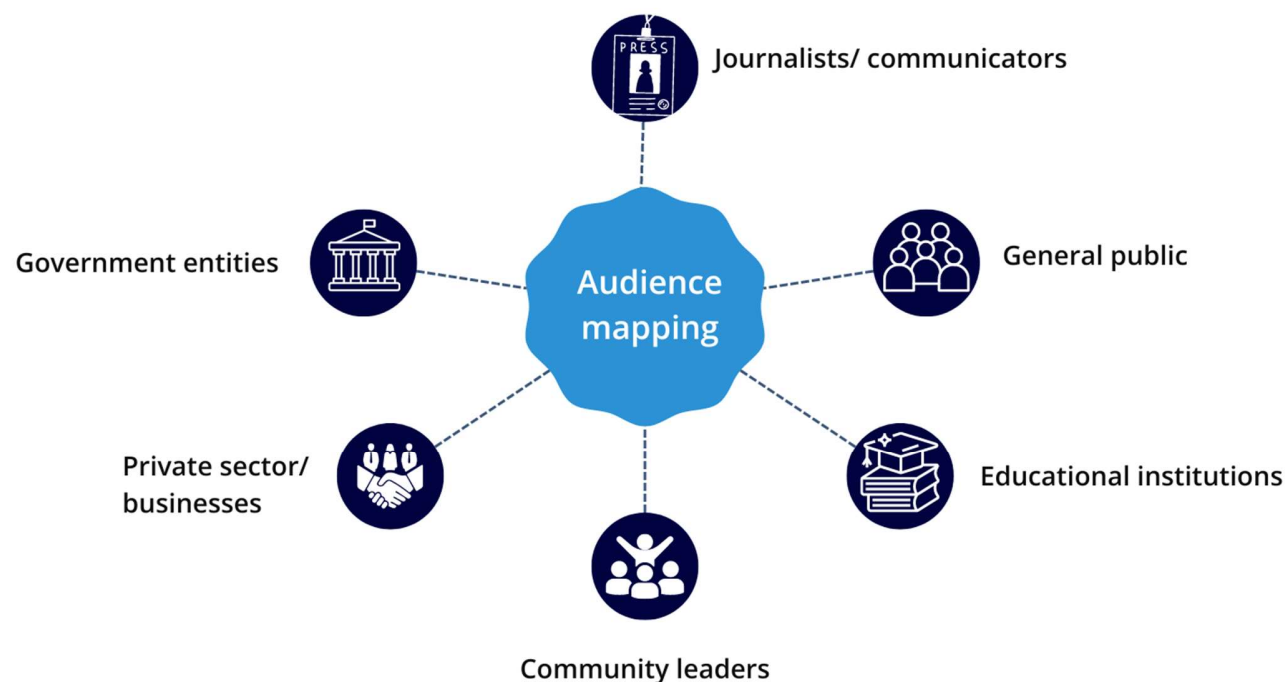 PRESS
Journalists/ communicators
Government entities
Audience
mapping
General public
Private sector/
businesses
Educational institutions
Community leaders